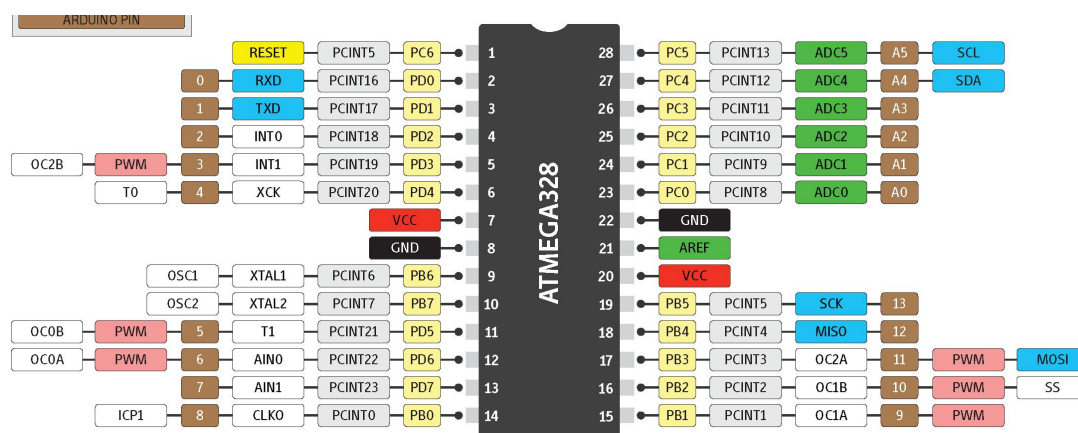 ARDUINO PIN
RESET PCINT5 PC6 1 28 PC5 PCINT13 ADC5 A5 SCL
0 RXD PCINT16 PD0 2 27 PC4 PCINT12 ADC4 A4 SDA
1 TXD PCINT17 PD1 3 26 PC3 PCINT11 ADC3 A3
2 INT0 PCINT18 PD2 4 25 PC2 PCINT10 ADC2 A2
OC2B PWM 3 INT1 PCINT19 PD3 5 24 PC1 PCINT9 ADC1 A1
T0 4 XCK PCINT20 PD4 6 23 PC0 PCINT8 ADC0 A0
VCC 7 22 GND
GND 8 21 AREF
OSC1 XTAL1 PCINT6 PB6 9 20 VCC
OSC2 XTAL2 PCINT7 PB7 10 19 PB5 PCINT5 SCK 13
OC0B PWM 5 T1 PCINT21 PD5 11 18 PB4 PCINT4 MISO 12
OC0A PWM 6 AIN0 PCINT22 PD6 12 17 PB3 PCINT3 OC2A 11 PWM MOSI
7 AIN1 PCINT23 PD7 13 16 PB2 PCINT2 OC1B 10 PWM SS
ICP1 8 CLKO PCINT0 PB0 14 15 PB1 PCINT1 OC1A 9 PWM
ATMEGA328